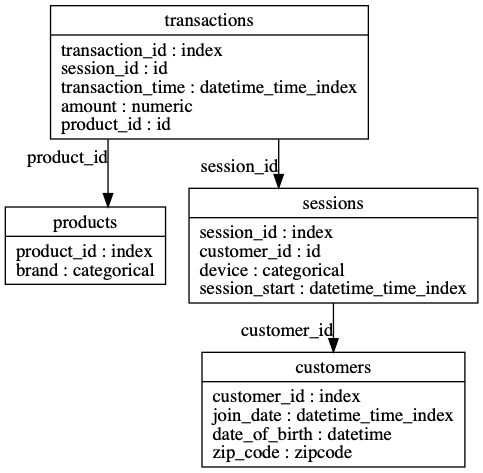 transactions
transaction_id : index
session_id : id
transaction_time : datetime_time_index
amount : numeric
product_id : id
product_id
session_id
products
product_id : index
brand : categorical
sessions
session_id : index
customer_id : id
device : categorical
session_start : datetime_time_index
customer_id
customers
customer_id : index
join_date : datetime_time_index
date_of_birth : datetime
zip_code : zipcode